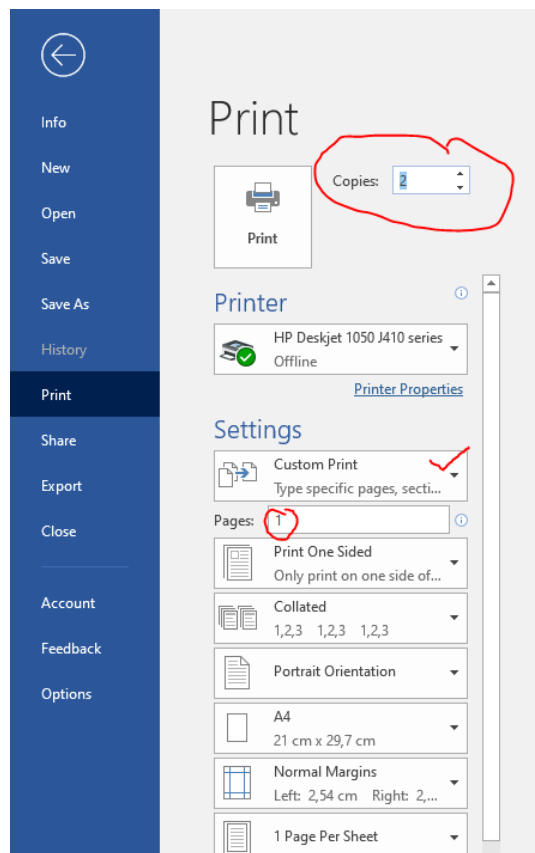 Info
New
Open
Save
Save As
History
Print
Share
Export
Close
Account
Feedback
Options
Print
Copies: 2
Print
Printer
HP Deskjet 1050 J410 series
Offline
Printer Properties
Settings
Custom Print
Type specific pages, secti...
Pages: 1
Print One Sided
Only print on one side of...
Collated
1,2,3 1,2,3 1,2,3
Portrait Orientation
A4
21 cm x 29,7 cm
Normal Margins
Left: 2,54 cm Right: 2,...
1 Page Per Sheet